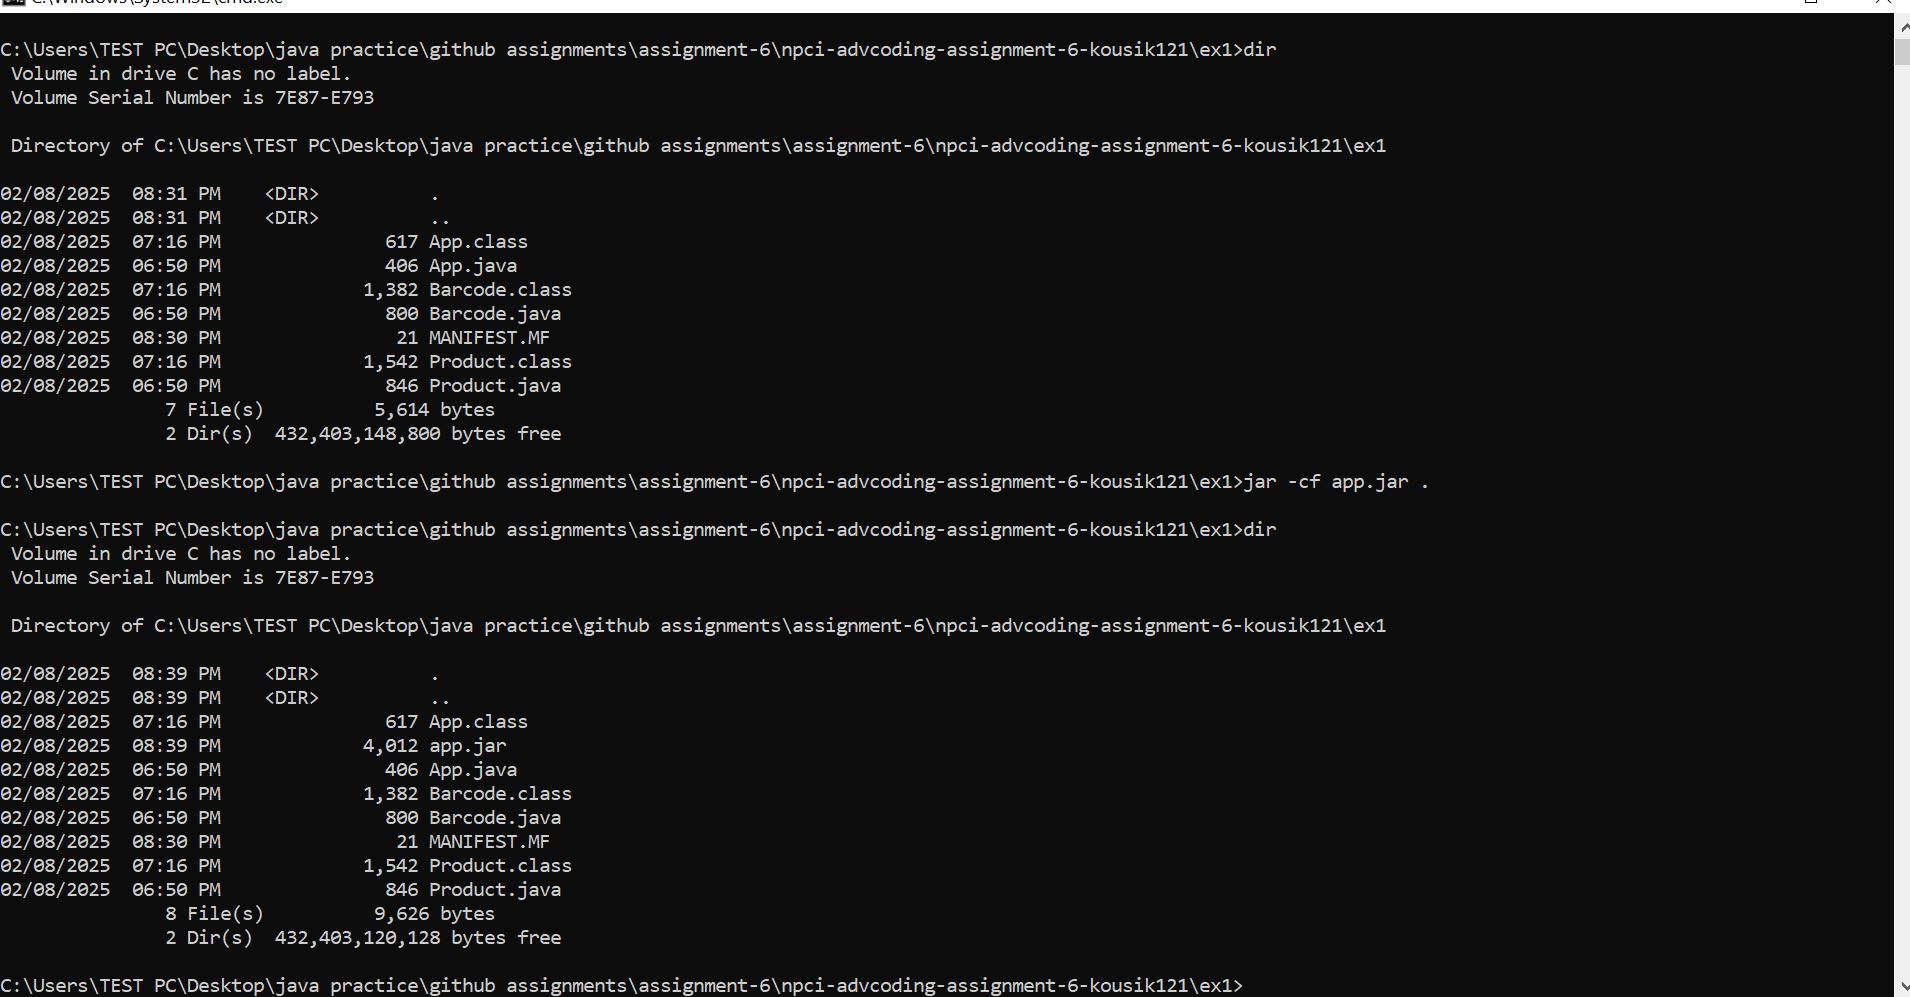 C:\Windows\System32\cmd.exe
C:\Users\TEST PC\Desktop\java practice\github assignments\assignment-6\npci-advcoding-assignment-6-kousik121\ex1>dir
Volume in drive C has no label.
Volume Serial Number is 7E87-E793
Directory of C:\Users\TEST PC\Desktop\java practice\github assignments\assignment-6\npci-advcoding-assignment-6-kousik121\ex1
02/08/2025  08:31 PM    <DIR>          .
02/08/2025  08:31 PM    <DIR>          ..
02/08/2025  07:16 PM               617 App.class
02/08/2025  06:50 PM               406 App.java
02/08/2025  07:16 PM             1,382 Barcode.class
02/08/2025  06:50 PM               800 Barcode.java
02/08/2025  08:30 PM                21 MANIFEST.MF
02/08/2025  07:16 PM             1,542 Product.class
02/08/2025  06:50 PM               846 Product.java
7 File(s)          5,614 bytes
2 Dir(s)  432,403,148,800 bytes free
C:\Users\TEST PC\Desktop\java practice\github assignments\assignment-6\npci-advcoding-assignment-6-kousik121\ex1>jar -cf app.jar .
C:\Users\TEST PC\Desktop\java practice\github assignments\assignment-6\npci-advcoding-assignment-6-kousik121\ex1>dir
Volume in drive C has no label.
Volume Serial Number is 7E87-E793
Directory of C:\Users\TEST PC\Desktop\java practice\github assignments\assignment-6\npci-advcoding-assignment-6-kousik121\ex1
02/08/2025  08:39 PM    <DIR>          .
02/08/2025  08:39 PM    <DIR>          ..
02/08/2025  07:16 PM               617 App.class
02/08/2025  08:39 PM             4,012 app.jar
02/08/2025  06:50 PM               406 App.java
02/08/2025  07:16 PM             1,382 Barcode.class
02/08/2025  06:50 PM               800 Barcode.java
02/08/2025  08:30 PM                21 MANIFEST.MF
02/08/2025  07:16 PM             1,542 Product.class
02/08/2025  06:50 PM               846 Product.java
8 File(s)          9,626 bytes
2 Dir(s)  432,403,120,128 bytes free
C:\Users\TEST PC\Desktop\java practice\github assignments\assignment-6\npci-advcoding-assignment-6-kousik121\ex1>